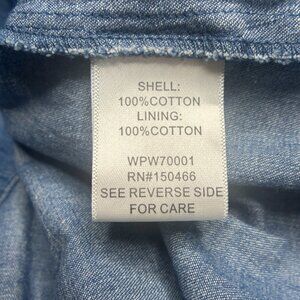 SHELL:
100%COTTON
LINING:
100%COTTON
WPW70001
RN#150466
SEE REVERSE SIDE
FOR CARE